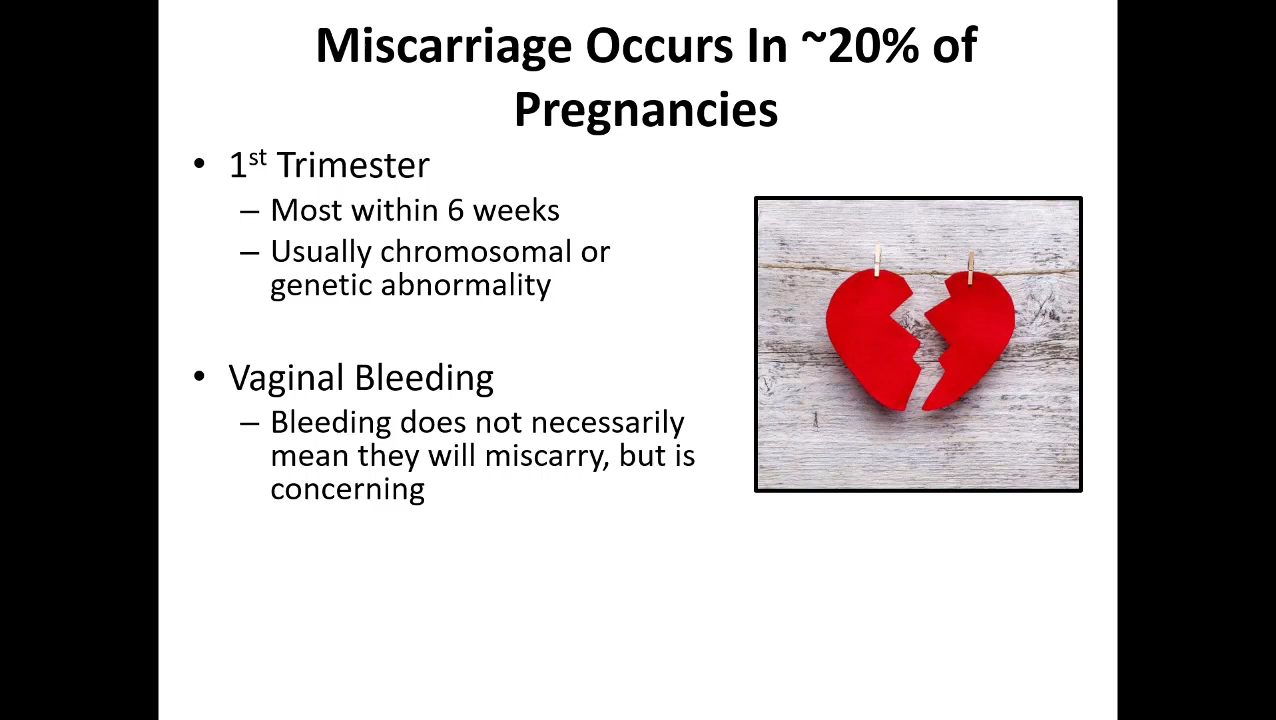 Miscarriage Occurs In ~20% of
Pregnancies
• 1st Trimester
– Most within 6 weeks
– Usually chromosomal or
genetic abnormality
• Vaginal Bleeding
– Bleeding does not necessarily
mean they will miscarry, but is
concerning